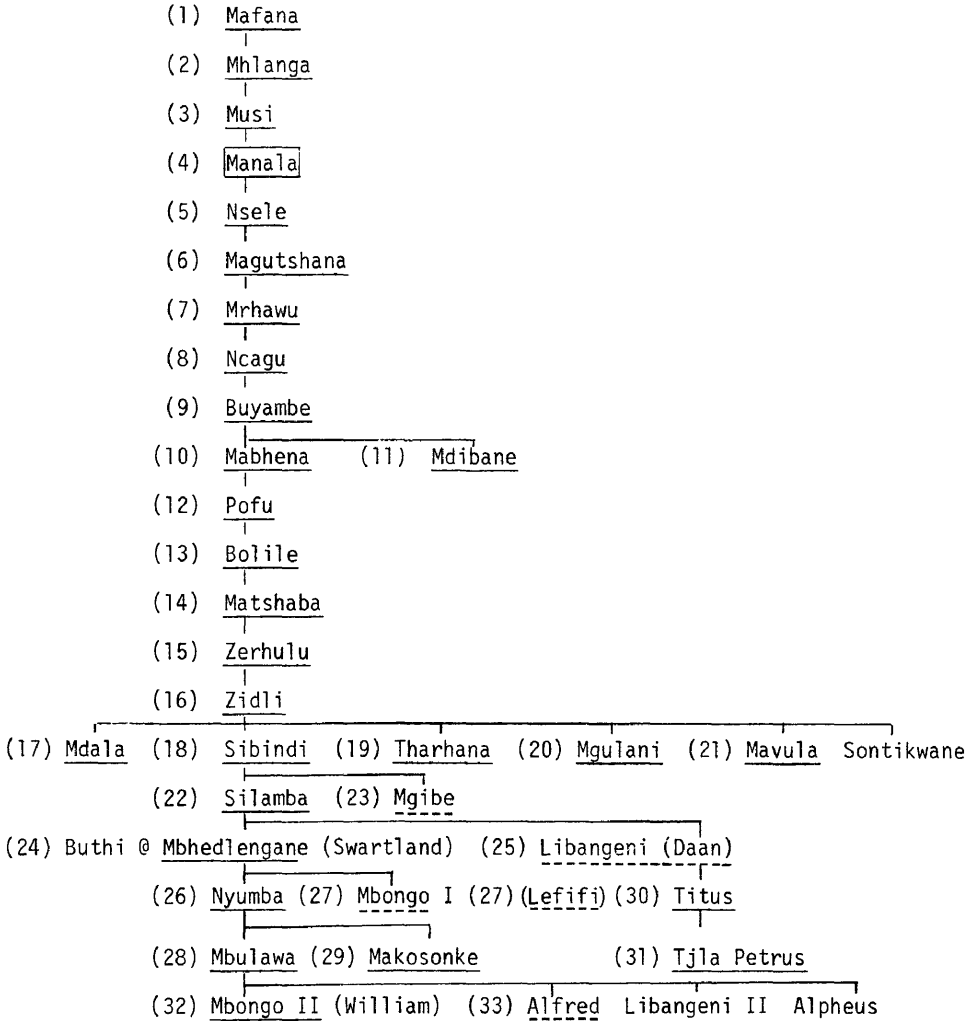 (1) Mafana
(2) Mhlanga
(3) Musi
(4) Manala
(5) Nsele
(6) Magutshana
(7) Mrhawu
(8) Ncagu
(9) Buyambe
(10) Mabhena (11) Mdibane
(12) Pofu
(13) Bolile
(14) Matshaba
(15) Zerhulu
(16) Zidli
(17) Mdala (18) Sibindi (19) Tharhana (20) Mgulani (21) Mavula Sontikwane
(22) Silamba (23) Mgibe
(24) Buthi @ Mbhedlengane (Swartland) (25) Libangeni (Daan)
(26) Nyumba (27) Mbongo I (27) (Lefifi) (30) Titus
(28) Mbulawa (29) Makosonke (31) Tjla Petrus
(32) Mbongo II (William) (33) Alfred Libangeni II Alpheus